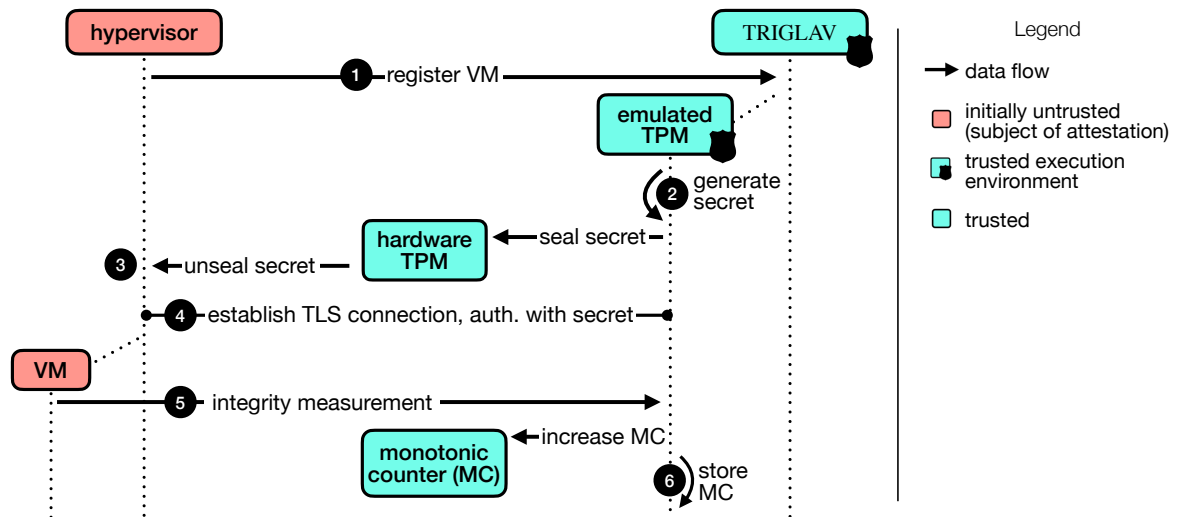 hypervisor
TRIGLAV
Legend
1 register VM
data flow
emulated
TPM
initially untrusted
(subject of attestation)
trusted execution
environment
2 generate
secret
trusted
seal secret
hardware
TPM
3 unseal secret
4 establish TLS connection, auth. with secret
VM
5 integrity measurement
increase MC
monotonic
counter (MC)
6 store
MC